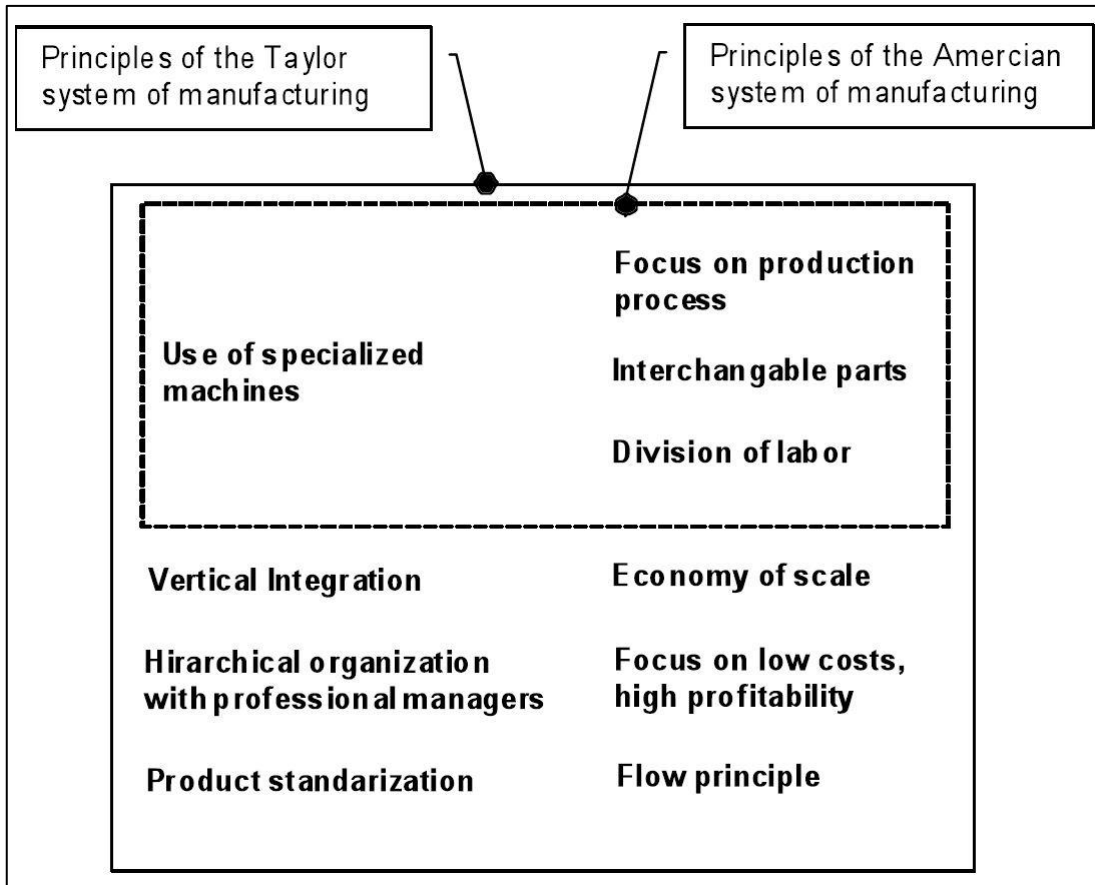 Principles of the Taylor
system of manufacturing
Principles of the Amercian
system of manufacturing
Use of specialized
machines
Focus on production
process
Interchangable parts
Division of labor
Vertical Integration
Economy of scale
Hirarchical organization
with professional managers
Focus on low costs,
high profitability
Product standarization
Flow principle